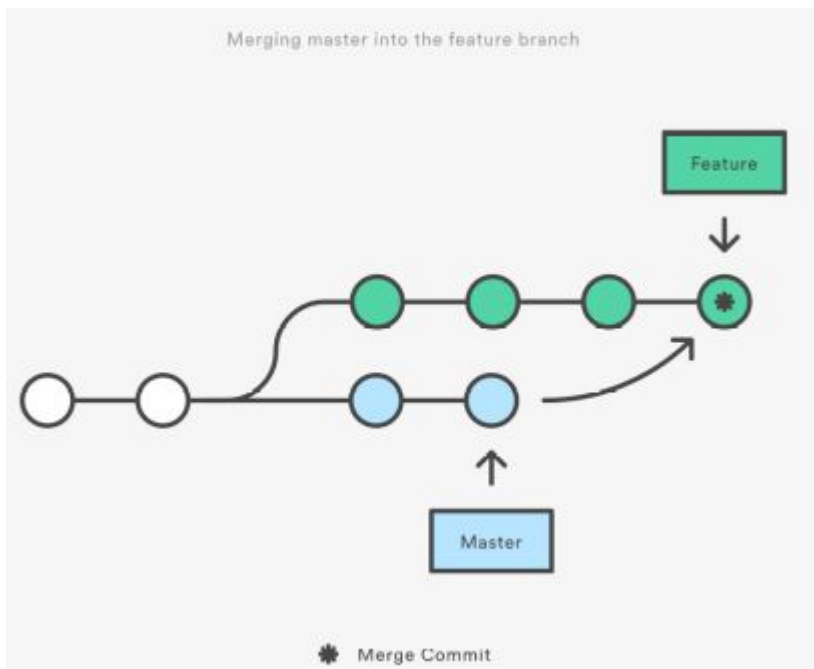 Merging master into the feature branch
Feature
Master
Merge Commit